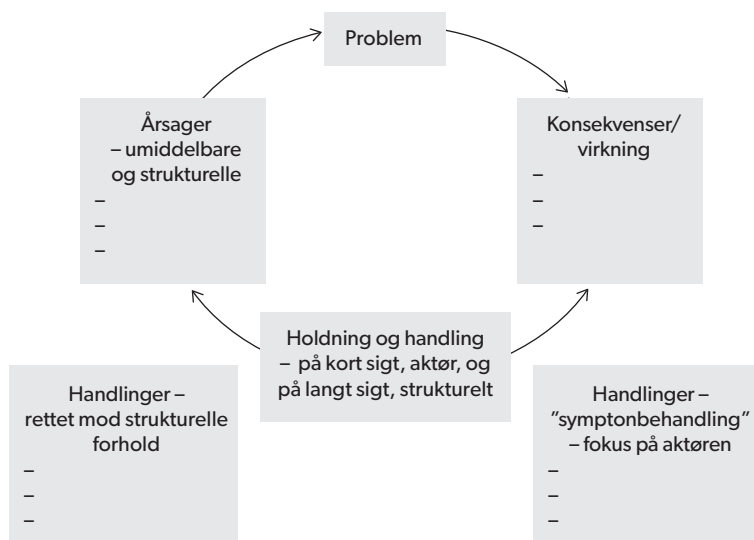 Problem
Årsager
– umiddelbare
og strukturelle
–
–
–
Konsekvenser/
virkning
–
–
–
Holdning og handling
– på kort sigt, aktør, og
på langt sigt, strukturelt
Handlinger –
rettet mod strukturelle
forhold
–
–
–
Handlinger –
”symptonbehandling”
– fokus på aktøren
–
–
–